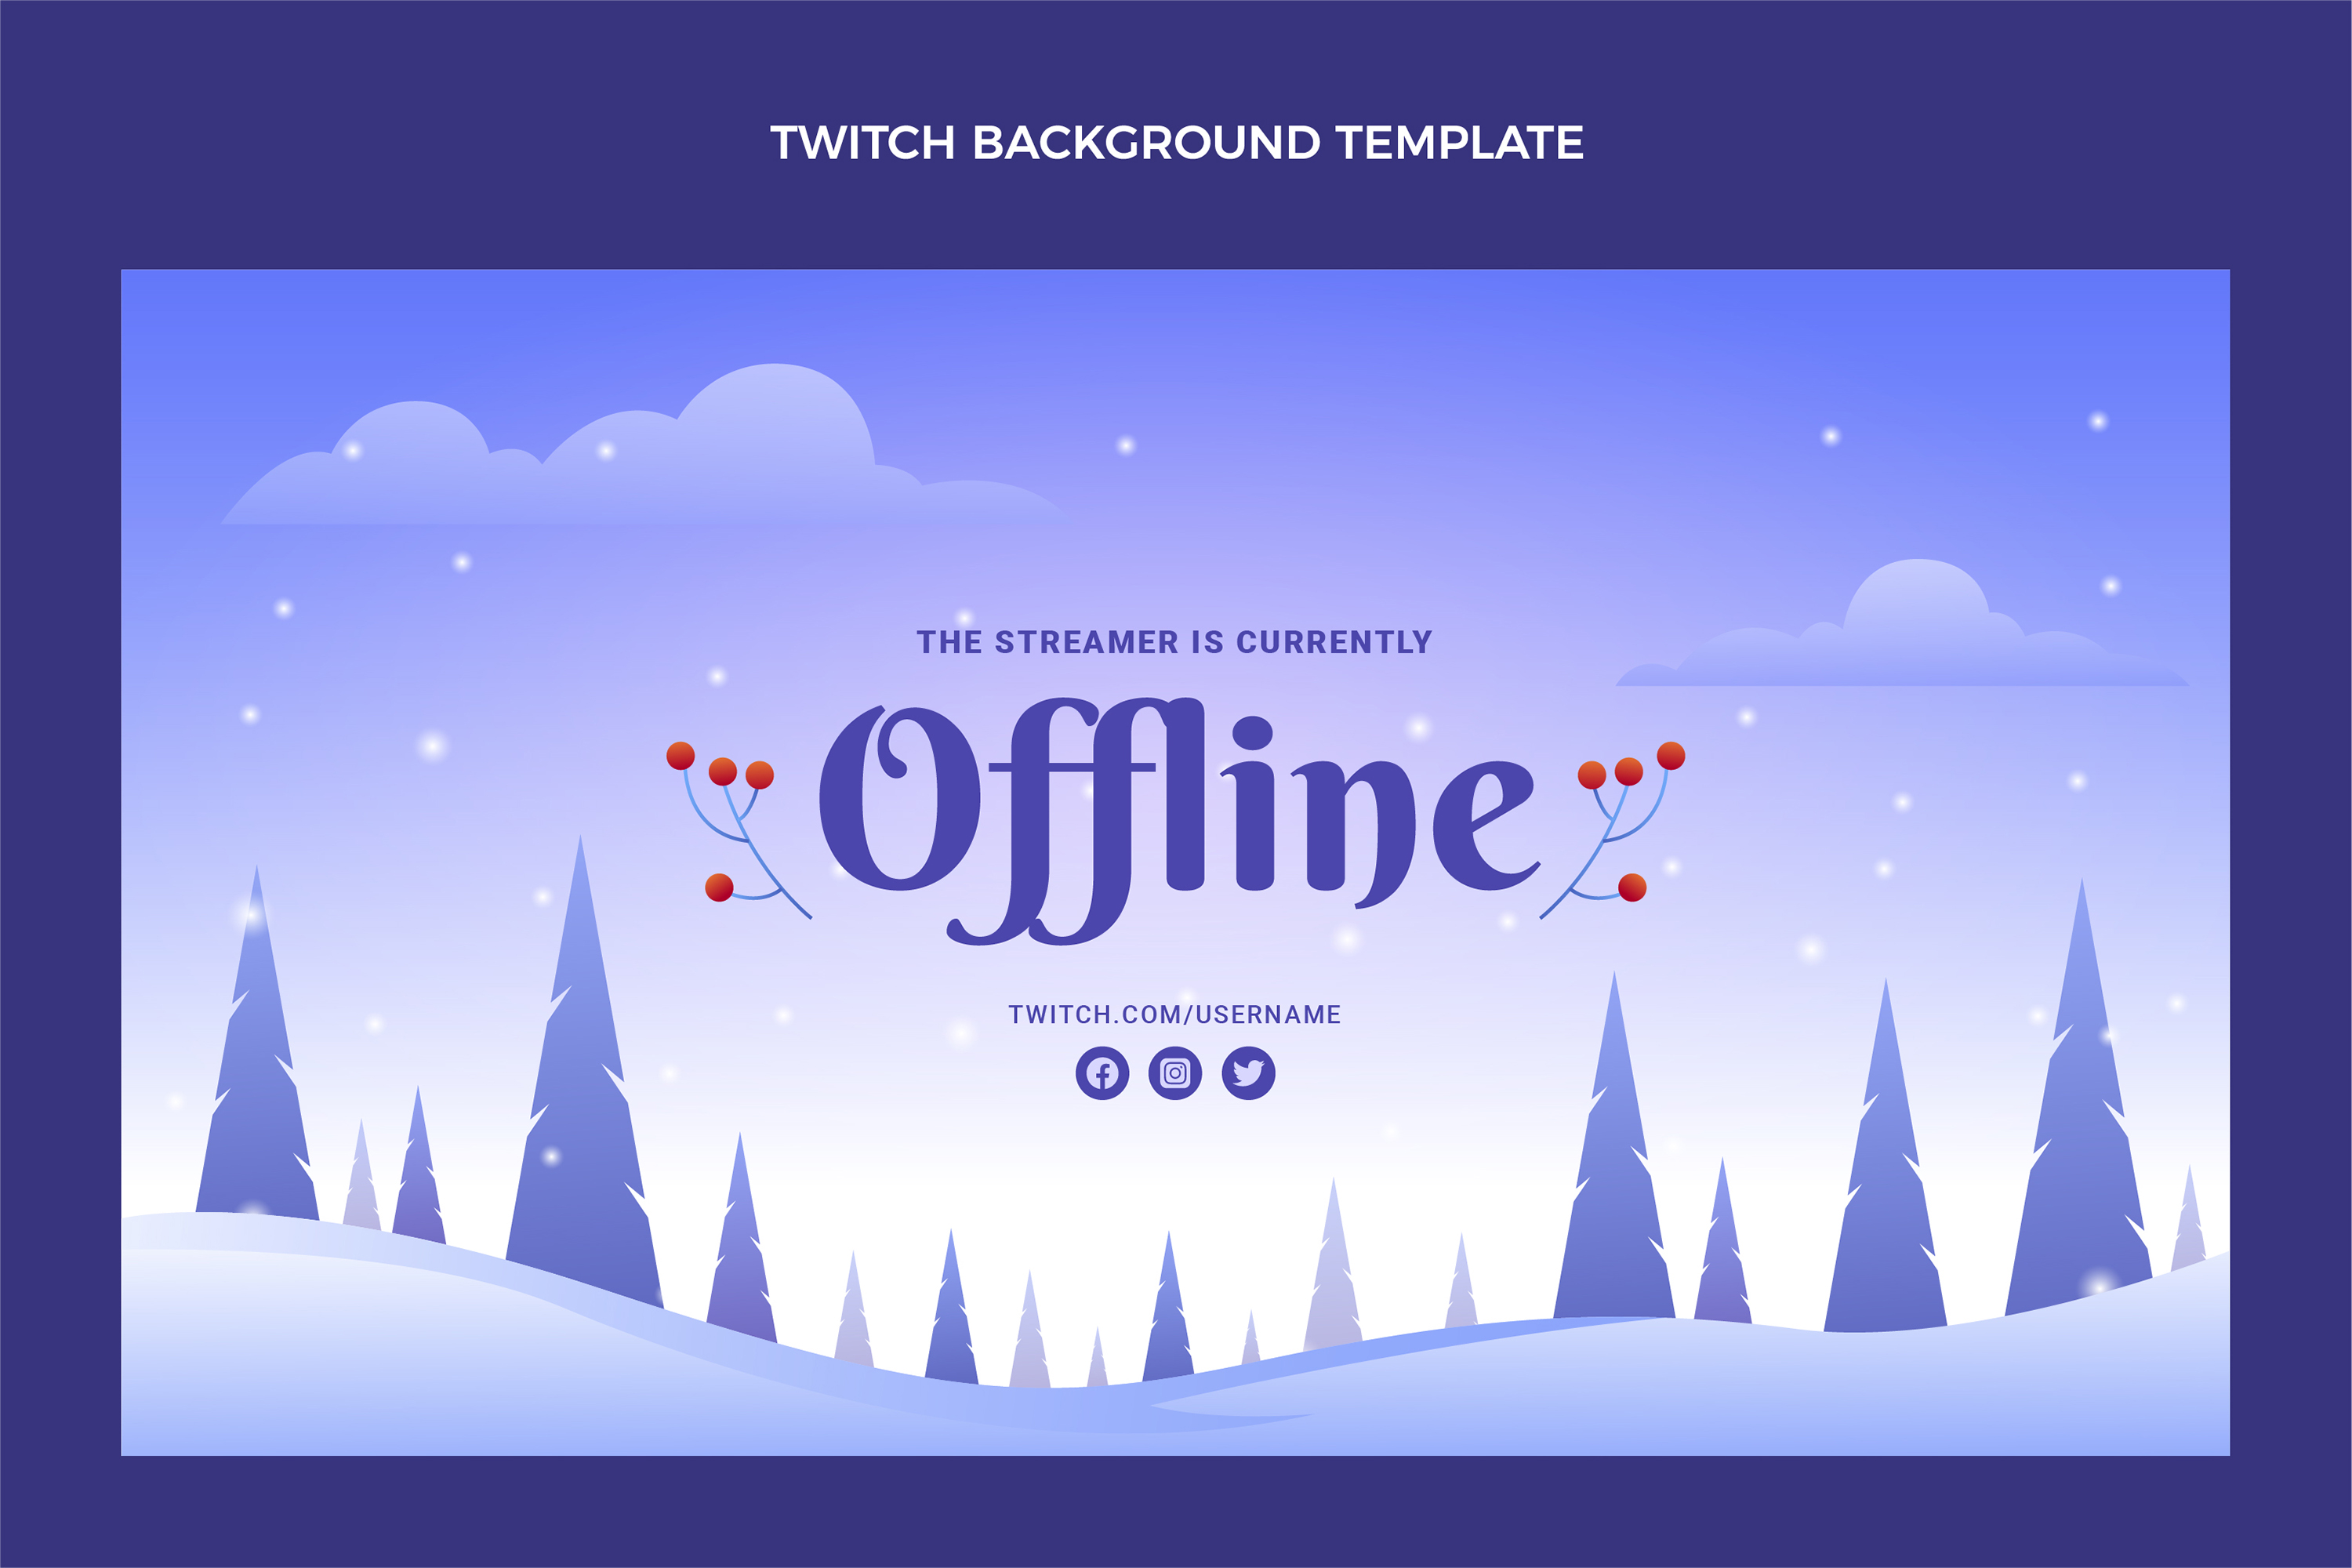 TWITCH BACKGROUND TEMPLATE
THE STREAMER IS CURRENTLY
Offline
TWITCH.COM/USERNAME